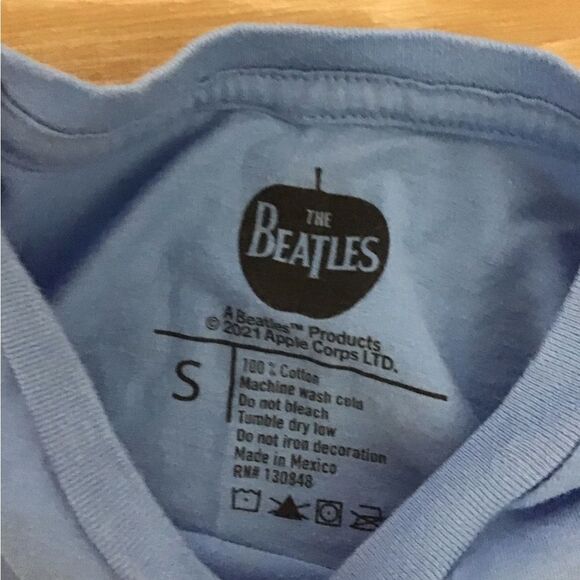 THE
BEATLES
A Beatles™ Products
© 2021 Apple Corps LTD.
S
100 % Cotton
Machine wash cold
Do not bleach
Tumble dry low
Do not iron decoration
Made in Mexico
RN# 130848